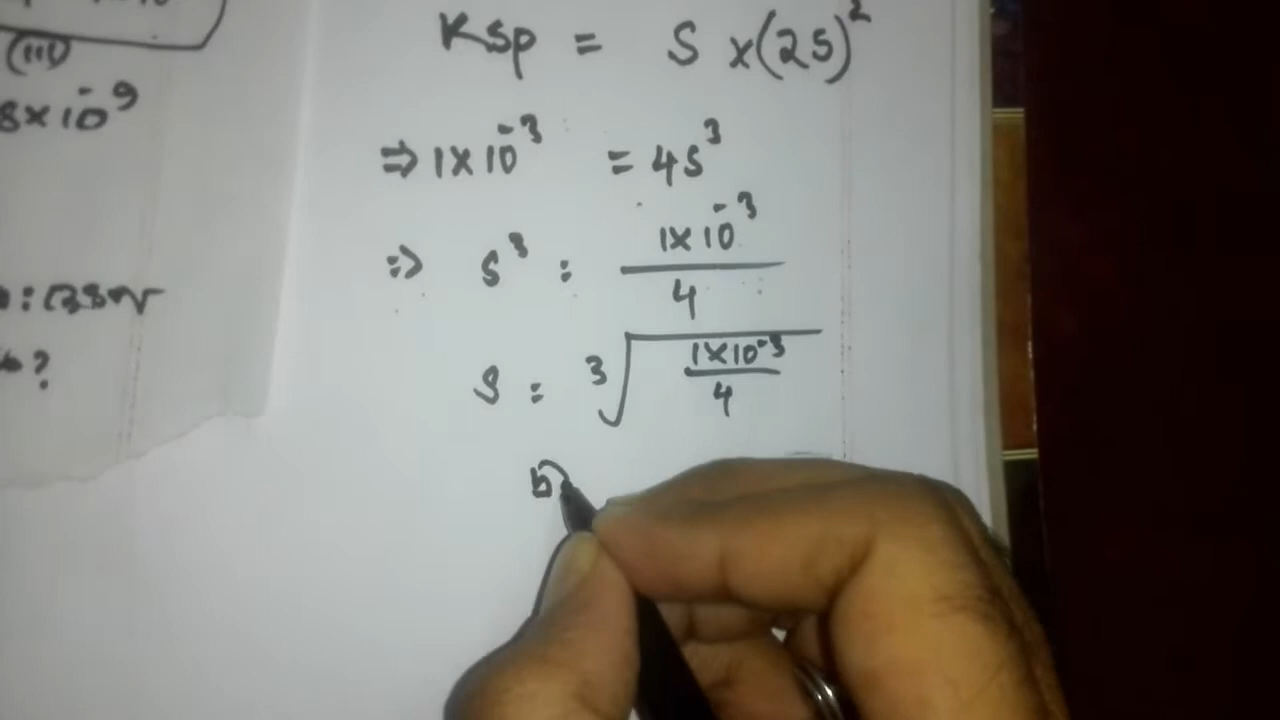 (III)
8×10⁻⁹
?
Ksp = S ×(2S)²
⇒ 1×10⁻³ = 4S³
⇒ S³ : 1×10⁻³ / 4
S : ³√(1×10⁻³ / 4)